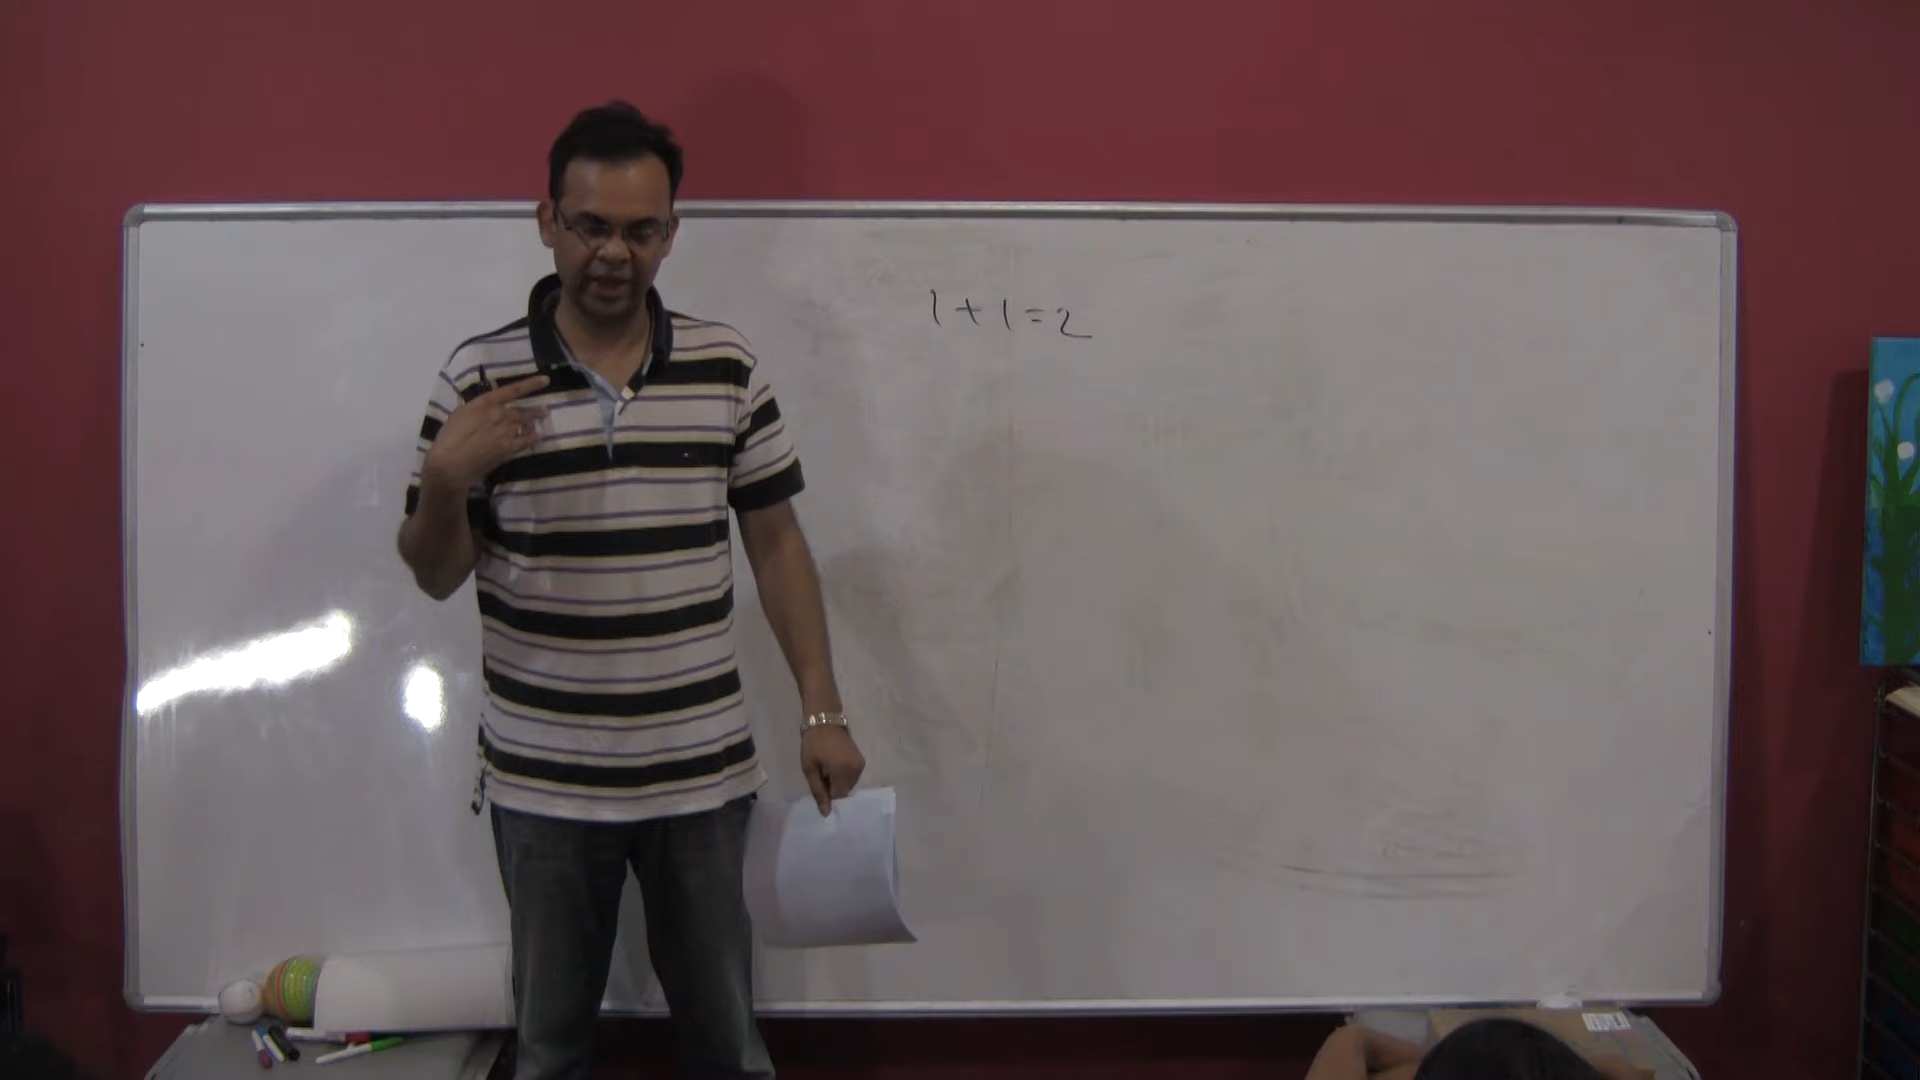 1 + 1 = 2